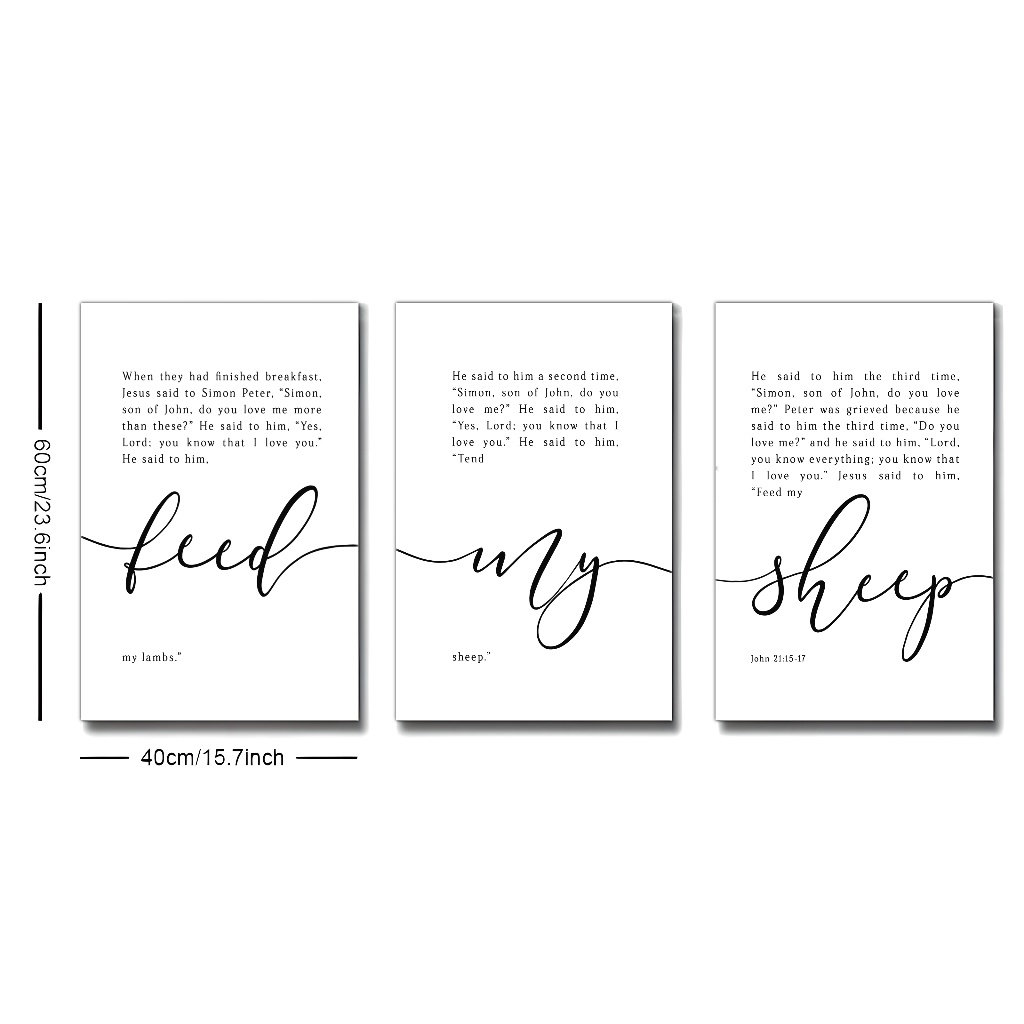 When they had finished breakfast,
Jesus said to Simon Peter, “Simon,
son of John, do you love me more
than these?” He said to him, “Yes,
Lord; you know that I love you.”
He said to him,
feed
my lambs.”
He said to him a second time,
“Simon, son of John, do you
love me?” He said to him,
“Yes, Lord; you know that I
love you.” He said to him,
“Tend
my
sheep.”
He said to him the third time,
“Simon, son of John, do you love
me?” Peter was grieved because he
said to him the third time, “Do you
love me?” and he said to him, “Lord,
you know everything; you know that
I love you.” Jesus said to him,
“Feed my
sheep
John 21:15-17
60cm/23.6inch
40cm/15.7inch